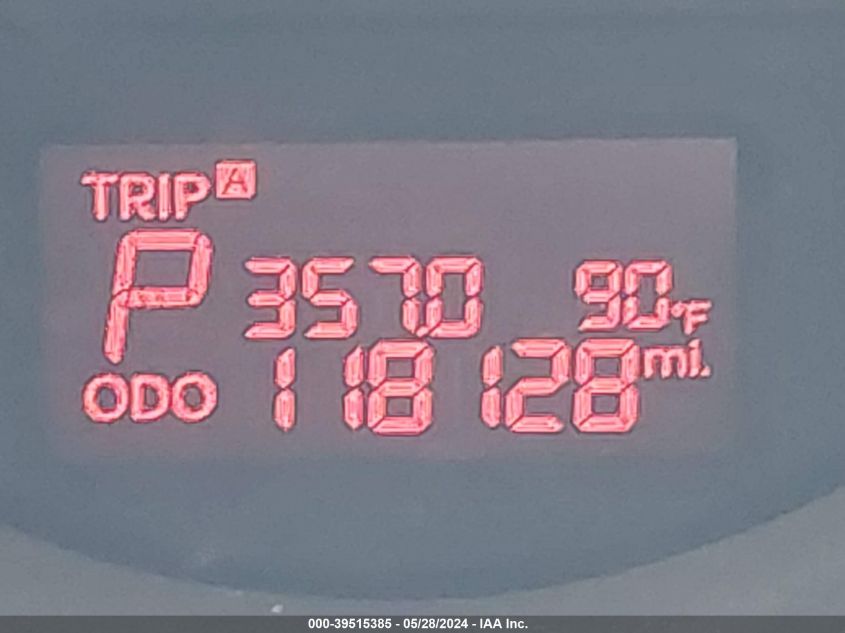 TRIP A
P 357.0 90°F
ODO 118128 mi.
000-39515385 - 05/28/2024 - IAA Inc.